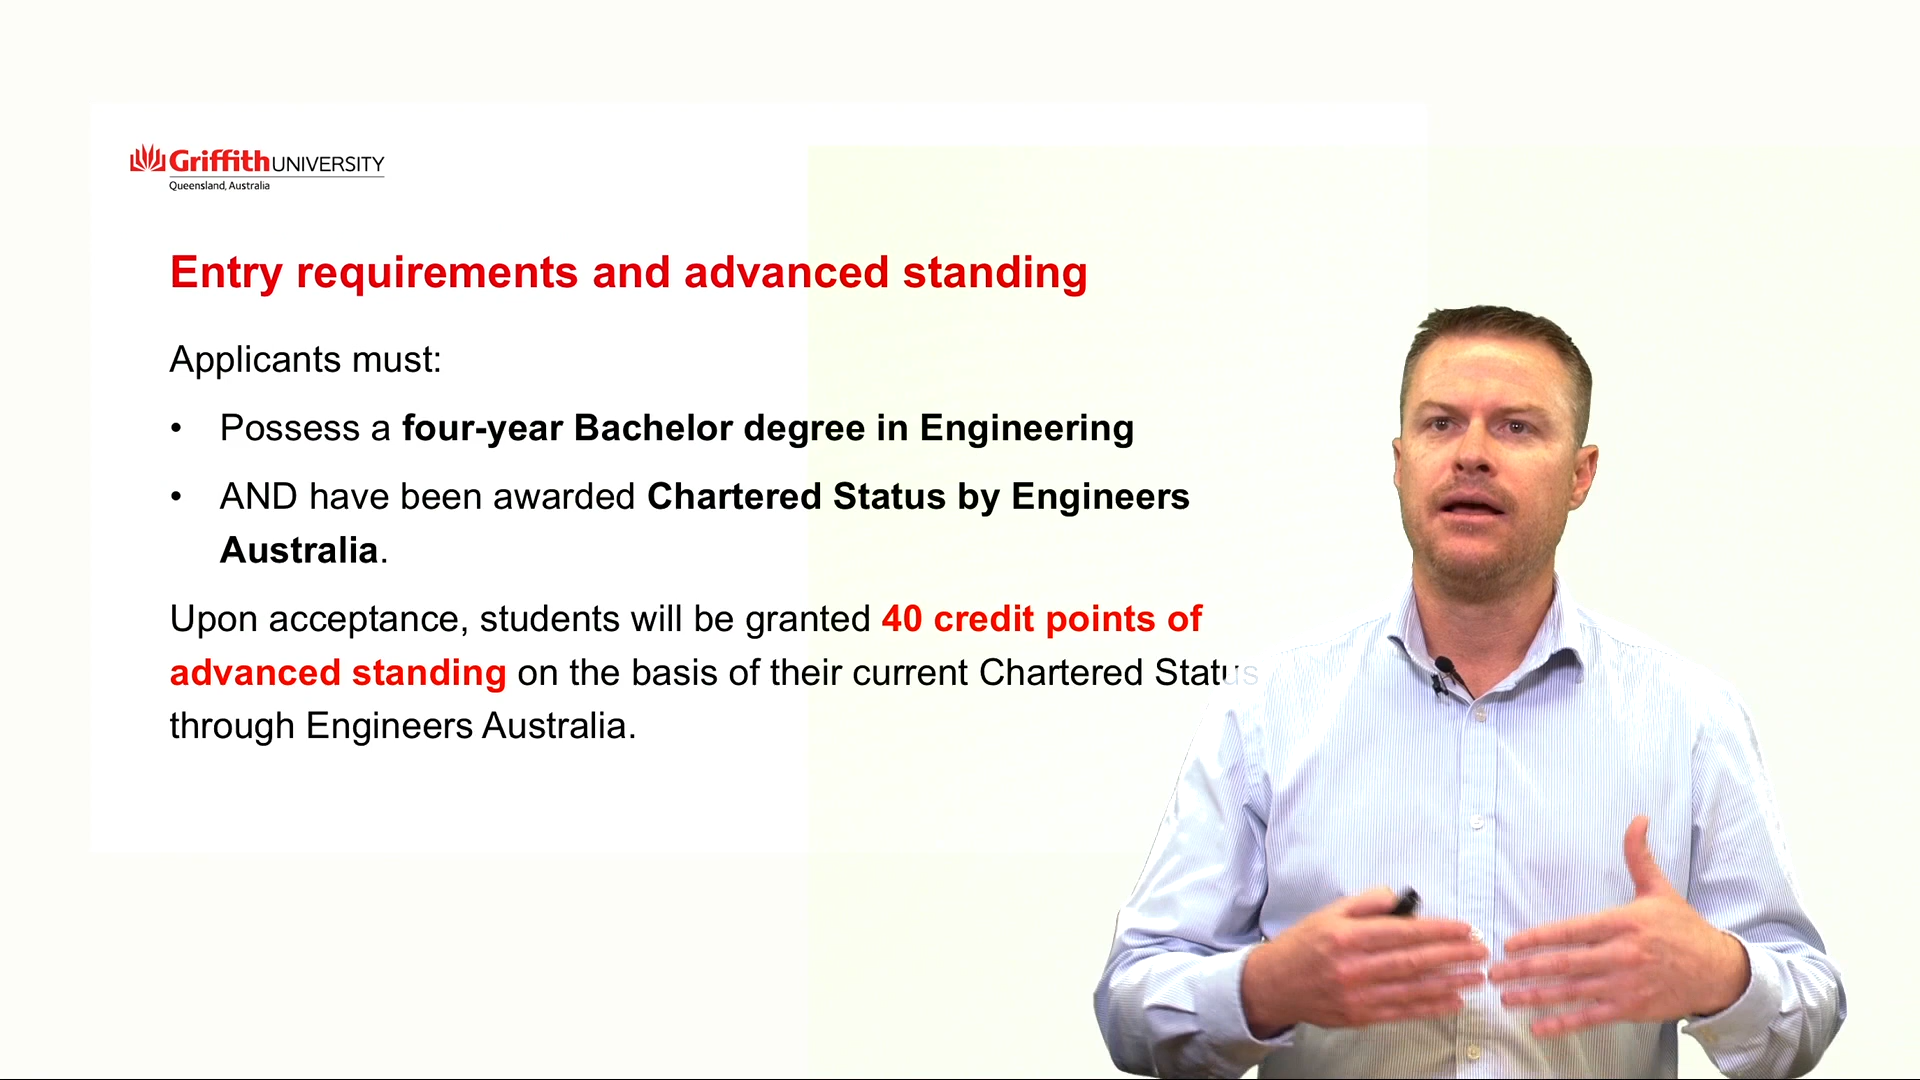 Griffith UNIVERSITY
Queensland, Australia
Entry requirements and advanced standing
Applicants must:
• Possess a four-year Bachelor degree in Engineering
• AND have been awarded Chartered Status by Engineers
Australia.
Upon acceptance, students will be granted 40 credit points of
advanced standing on the basis of their current Chartered Status
through Engineers Australia.